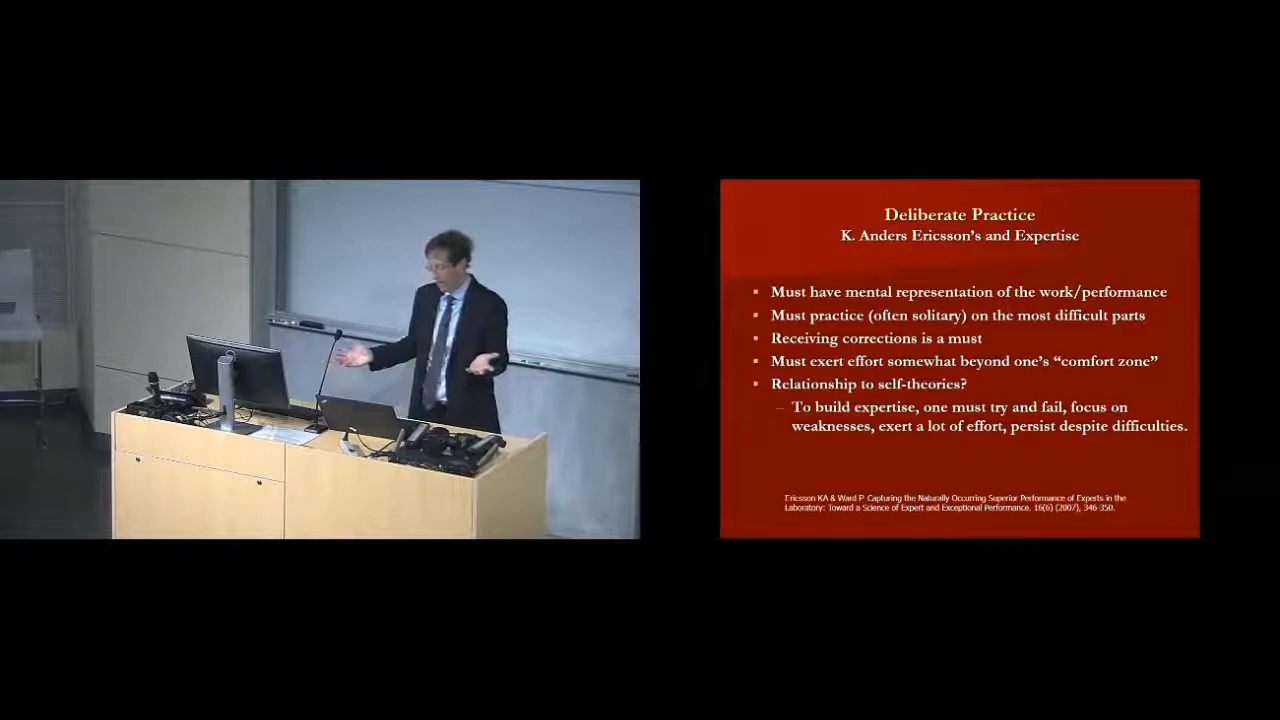 Deliberate Practice
K. Anders Ericsson's and Expertise
▪ Must have mental representation of the work/performance
▪ Must practice (often solitary) on the most difficult parts
▪ Receiving corrections is a must
▪ Must exert effort somewhat beyond one's “comfort zone”
▪ Relationship to self-theories?
– To build expertise, one must try and fail, focus on
weaknesses, exert a lot of effort, persist despite difficulties.
Ericsson KA & Ward P. Capturing the Naturally Occurring Superior Performance of Experts in the
Laboratory: Toward a Science of Expert and Exceptional Performance. 16(6) (2007), 346-350.